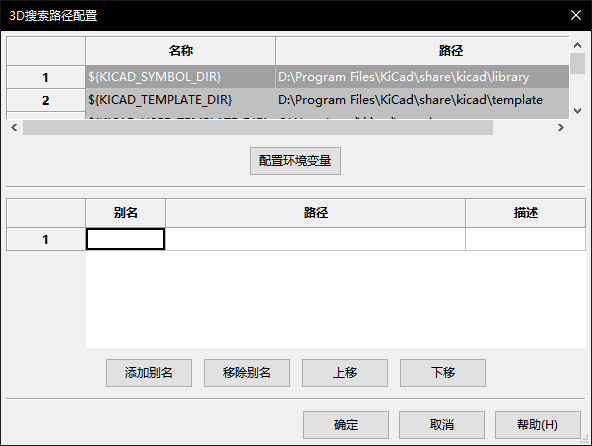 3D搜索路径配置
名称 路径
1 ${KICAD_SYMBOL_DIR} D:\Program Files\KiCad\share\kicad\library
2 ${KICAD_TEMPLATE_DIR} D:\Program Files\KiCad\share\kicad\template
配置环境变量
别名 路径 描述
1
添加别名 移除别名 上移 下移
确定 取消 帮助(H)